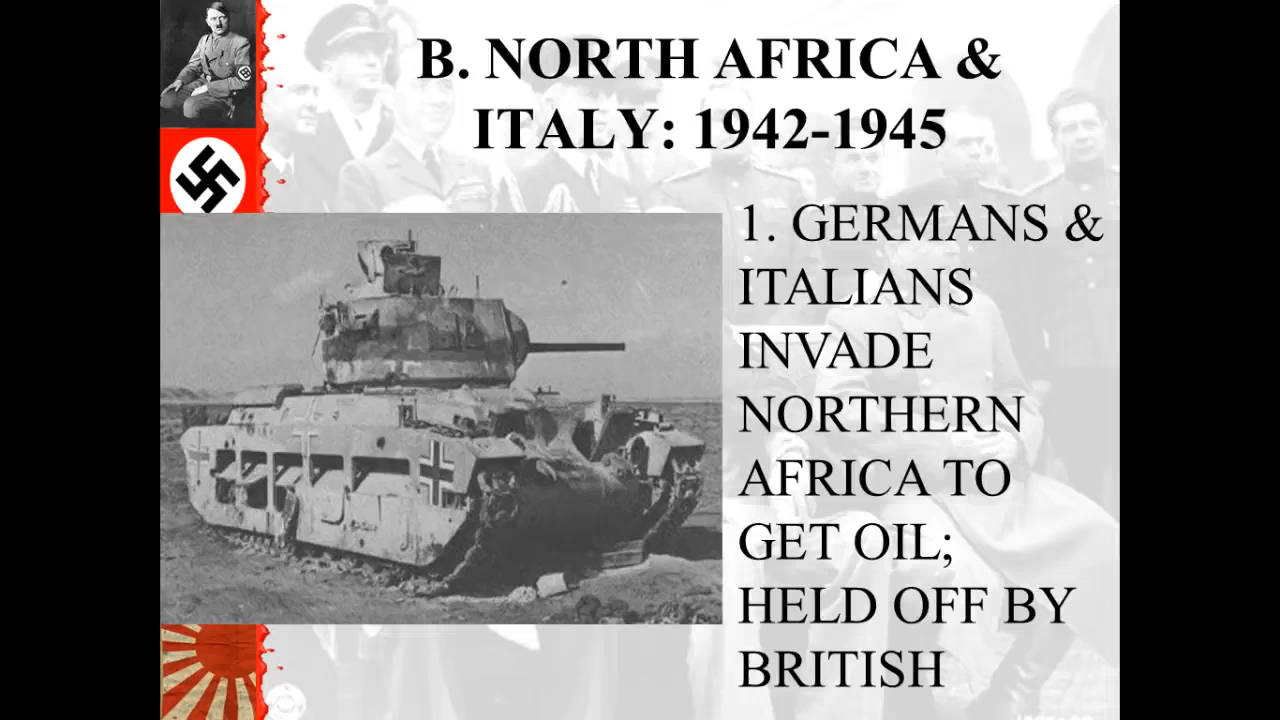 B. NORTH AFRICA &
ITALY: 1942-1945
1. GERMANS &
ITALIANS
INVADE
NORTHERN
AFRICA TO
GET OIL;
HELD OFF BY
BRITISH